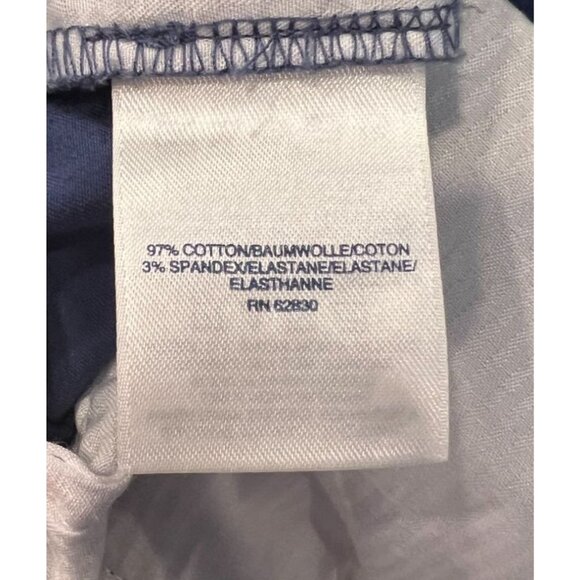 97% COTTON/BAUMWOLLE/COTON
3% SPANDEX/ELASTANE/ELASTANE/
ELASTHANNE
RN 62830